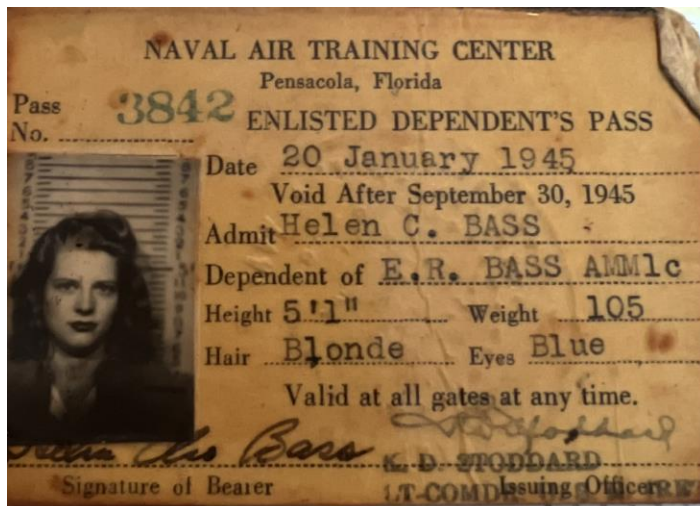 NAVAL AIR TRAINING CENTER
Pensacola, Florida
Pass No. 3842
ENLISTED DEPENDENT'S PASS
Date 20 January 1945
Void After September 30, 1945
Admit Helen C. BASS
Dependent of E.R. BASS AMM1c
Height 5'1" Weight 105
Hair Blonde Eyes Blue
Valid at all gates at any time.
Bass
K. D. STODDARD
Signature of Bearer LT-COMDR Issuing Officer